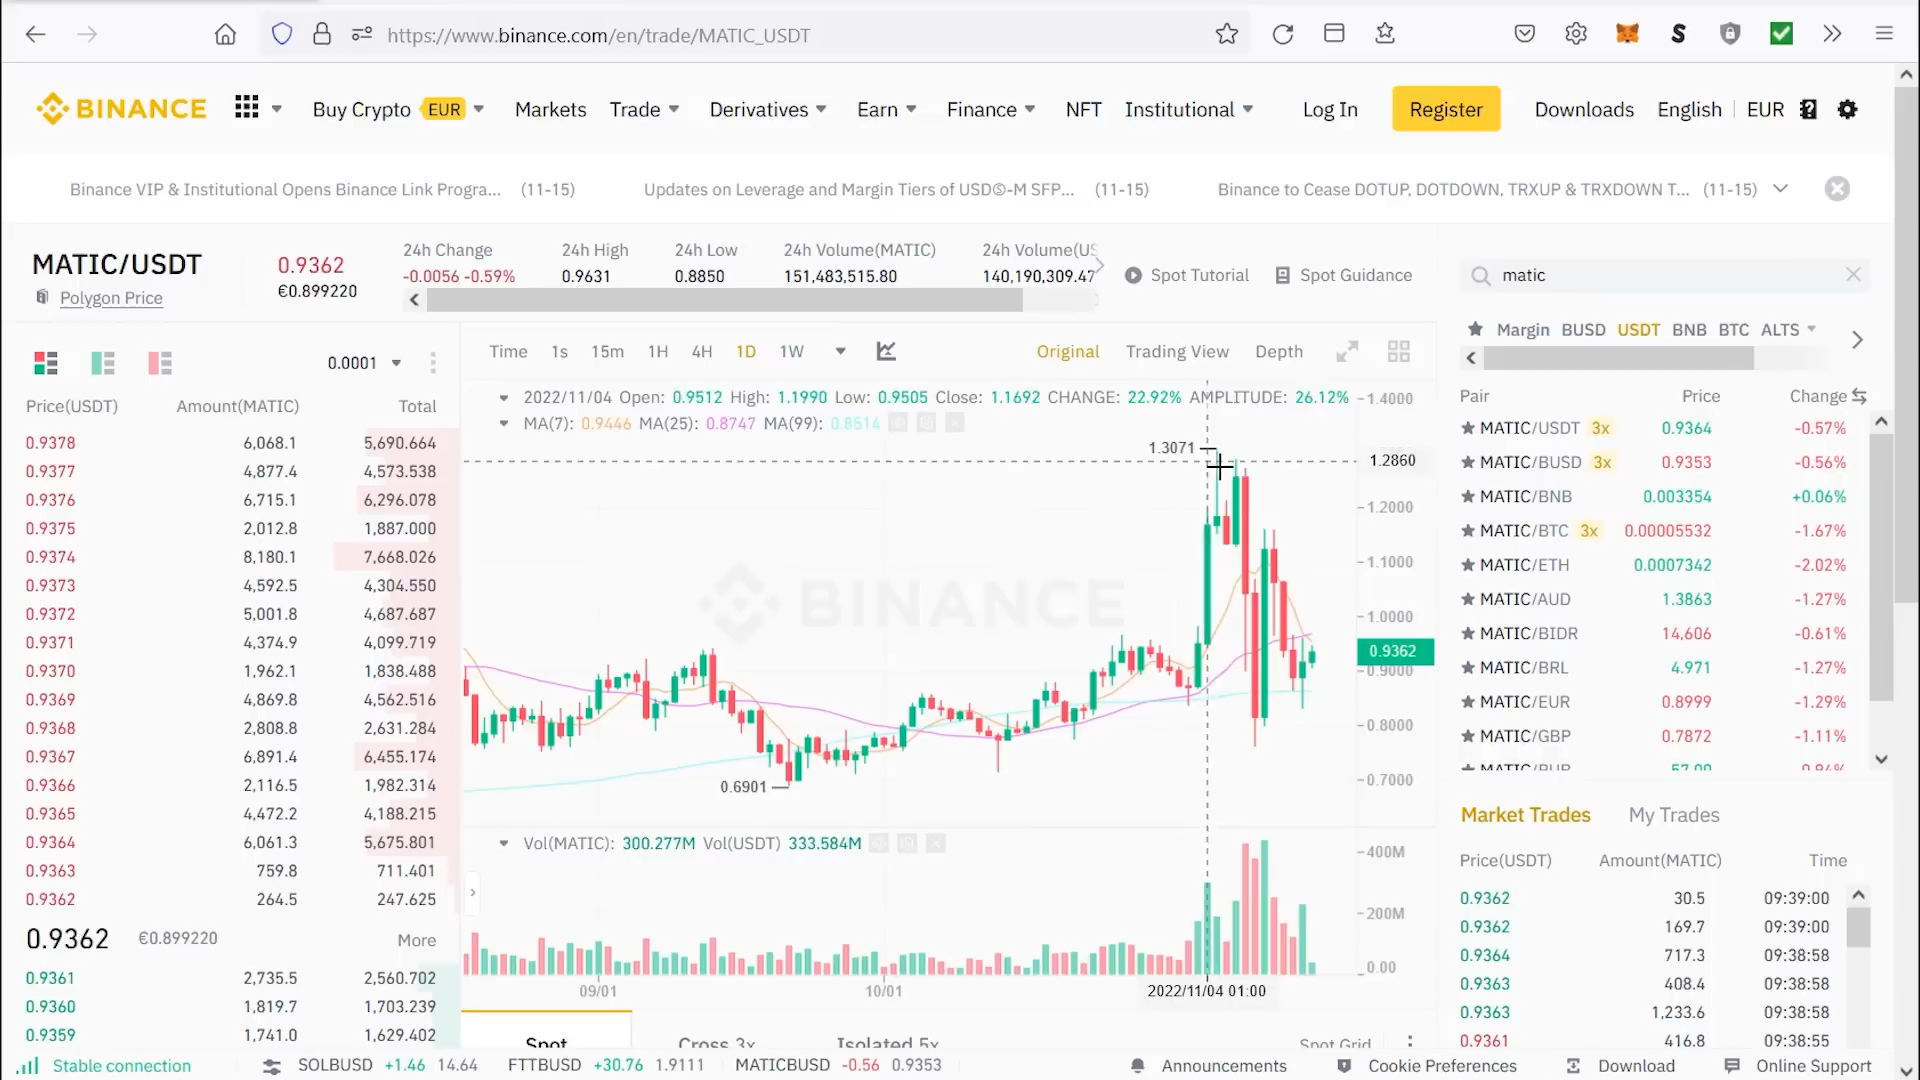 https://www.binance.com/en/trade/MATIC_USDT
BINANCE Buy Crypto EUR Markets Trade Derivatives Earn Finance NFT Institutional Log In Register Downloads English EUR
Binance VIP & Institutional Opens Binance Link Progra... (11-15) Updates on Leverage and Margin Tiers of USDⓈ-M SFP... (11-15) Binance to Cease DOTUP, DOTDOWN, TRXUP & TRXDOWN T... (11-15)
MATIC/USDT
Polygon Price
0.9362
€0.899220
24h Change 24h High 24h Low 24h Volume(MATIC) 24h Volume(US
-0.0056 -0.59% 0.9631 0.8850 151,483,515.80 140,190,309.47
Spot Tutorial Spot Guidance
0.0001
Price(USDT) Amount(MATIC) Total
0.9378 6,068.1 5,690.664
0.9377 4,877.4 4,573.538
0.9376 6,715.1 6,296.078
0.9375 2,012.8 1,887.000
0.9374 8,180.1 7,668.026
0.9373 4,592.5 4,304.550
0.9372 5,001.8 4,687.687
0.9371 4,374.9 4,099.719
0.9370 1,962.1 1,838.488
0.9369 4,869.8 4,562.516
0.9368 2,808.8 2,631.284
0.9367 6,891.4 6,455.174
0.9366 2,116.5 1,982.314
0.9365 4,472.2 4,188.215
0.9364 6,061.3 5,675.801
0.9363 759.8 711.401
0.9362 264.5 247.625
0.9362 €0.899220 More
0.9361 2,735.5 2,560.702
0.9360 1,819.7 1,703.239
0.9359 1,741.0 1,629.402
Time 1s 15m 1H 4H 1D 1W Original Trading View Depth
2022/11/04 Open: 0.9512 High: 1.1990 Low: 0.9505 Close: 1.1692 CHANGE: 22.92% AMPLITUDE: 26.12%
MA(7): 0.9446 MA(25): 0.8747 MA(99): 0.8514
1.3071
0.6901
BINANCE
1.4000
1.2860
1.2000
1.1000
1.0000
0.9362
0.9000
0.8000
0.7000
Vol(MATIC): 300.277M Vol(USDT) 333.584M
400M
200M
0.00
09/01 10/01 2022/11/04 01:00
Spot Cross 3x Isolated 5x Spot Grid
matic
Margin BUSD USDT BNB BTC ALTS
Pair Price Change
MATIC/USDT 3x 0.9364 -0.57%
MATIC/BUSD 3x 0.9353 -0.56%
MATIC/BNB 0.003354 +0.06%
MATIC/BTC 3x 0.00005532 -1.67%
MATIC/ETH 0.0007342 -2.02%
MATIC/AUD 1.3863 -1.27%
MATIC/BIDR 14,606 -0.61%
MATIC/BRL 4.971 -1.27%
MATIC/EUR 0.8999 -1.29%
MATIC/GBP 0.7872 -1.11%
MATIC/RUB 57.00 -0.94%
Market Trades My Trades
Price(USDT) Amount(MATIC) Time
0.9362 30.5 09:39:00
0.9362 169.7 09:39:00
0.9364 717.3 09:38:58
0.9363 408.4 09:38:58
0.9363 1,233.6 09:38:58
0.9361 416.8 09:38:55
Stable connection SOLBUSD +1.46 14.64 FTTBUSD +30.76 1.9111 MATICBUSD -0.56 0.9353 Announcements Cookie Preferences Download Online Support